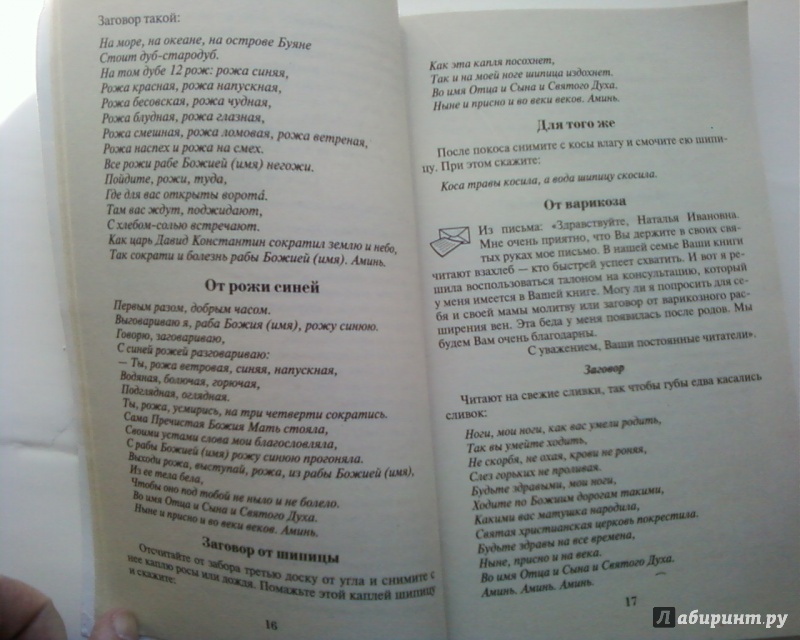 Заговор такой:
На море, на океане, на острове Буяне
Стоит дуб-стародуб.
На том дубе 12 рож: рожа синяя,
Рожа красная, рожа напускная,
Рожа бесовская, рожа чудная,
Рожа блудная, рожа глазная,
Рожа смешная, рожа ломовая, рожа ветреная,
Рожа наспех и рожа на смех.
Все рожи рабе Божией (имя) негожи.
Пойдите, рожи, туда,
Где для вас открыты воротá.
Там вас ждут, поджидают,
С хлебом-солью встречают.
Как царь Давид Константин сократил землю и небо,
Так сократи и болезнь рабы Божией (имя). Аминь.
От рожи синей
Первым разом, добрым часом.
Выговариваю я, раба Божия (имя), рожу синюю.
Говорю, заговариваю,
С синей рожей разговариваю:
— Ты, рожа ветровая, синяя, напускная,
Водяная, болючая, горючая,
Подглядная, оглядная.
Ты, рожа, усмирись, на три четверти сократись.
Сама Пречистая Божия Мать стояла,
Своими устами слова мои благословляла,
С рабы Божией (имя) рожу синюю прогоняла.
Выходи рожа, выступай, рожа, из рабы Божией (имя),
Из ее тела бела,
Чтобы оно под тобой не ныло и не болело.
Во имя Отца и Сына и Святого Духа.
Ныне и присно и во веки веков. Аминь.
Заговор от шипицы
Отсчитайте от забора третью доску от угла и снимите с
нее каплю росы или дождя. Помажьте этой каплей шипицу
и скажите:
16
Как эта капля посохнет,
Так и на моей ноге шипица издохнет.
Во имя Отца и Сына и Святого Духа.
Ныне и присно и во веки веков. Аминь.
Для того же
После покоса снимите с косы влагу и смочите ею шипи-
цу. При этом скажите:
Коса травы косила, а вода шипицу скосила.
От варикоза
Из письма: «Здравствуйте, Наталья Ивановна.
Мне очень приятно, что Вы держите в своих свя-
тых руках мое письмо. В нашей семье Ваши книги
читают взахлеб — кто быстрей успеет схватить. И вот я ре-
шила воспользоваться талоном на консультацию, который
у меня имеется в Вашей книге. Могу ли я попросить для се-
бя и своей мамы молитву или заговор от варикозного рас-
ширения вен. Эта беда у меня появилась после родов. Мы
будем Вам очень благодарны.
С уважением, Ваши постоянные читатели».
Заговор
Читают на свежие сливки, так чтобы губы едва касались
сливок:
Ноги, мои ноги, как вас умели родить,
Так вы умейте ходить,
Не скорбя, не охая, крови не роняя,
Слез горьких не проливая.
Будьте здравыми, мои ноги,
Ходите по Божиим дорогам такими,
Какими вас матушка народила,
Святая христианская церковь покрестила.
Будьте здравы на все времена,
Ныне, присно и на века.
Во имя Отца и Сына и Святого Духа.
Аминь. Аминь. Аминь.
17
Лабиринт.ру